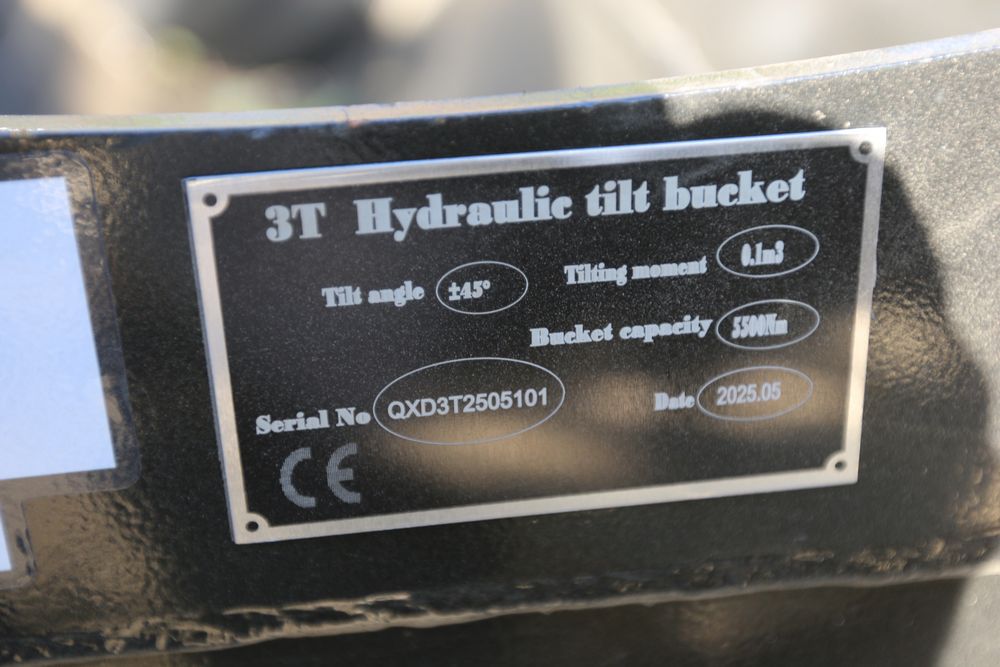 3T Hydraulic tilt bucket
Tilt angle ±45° Tilting moment 0.1m3
Bucket capacity 5500Nm
Serial No QXD3T2505101 Date 2025.05
CE